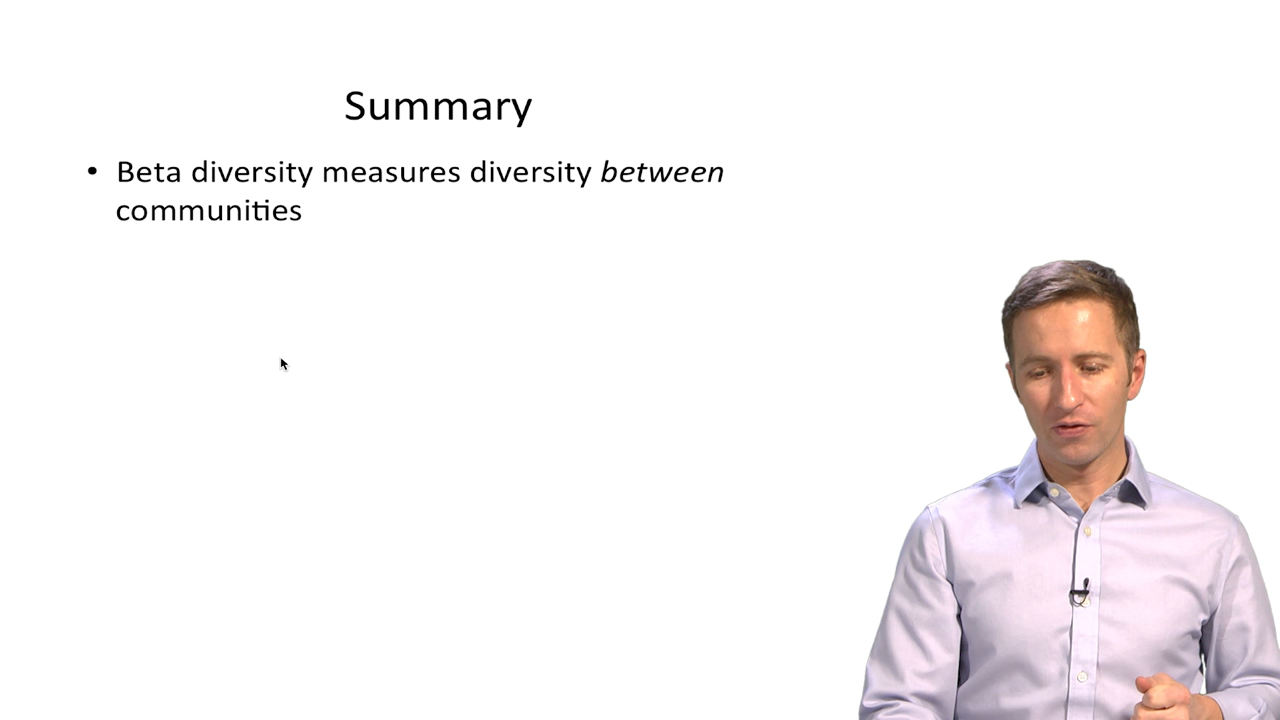 Summary
• Beta diversity measures diversity between
communities